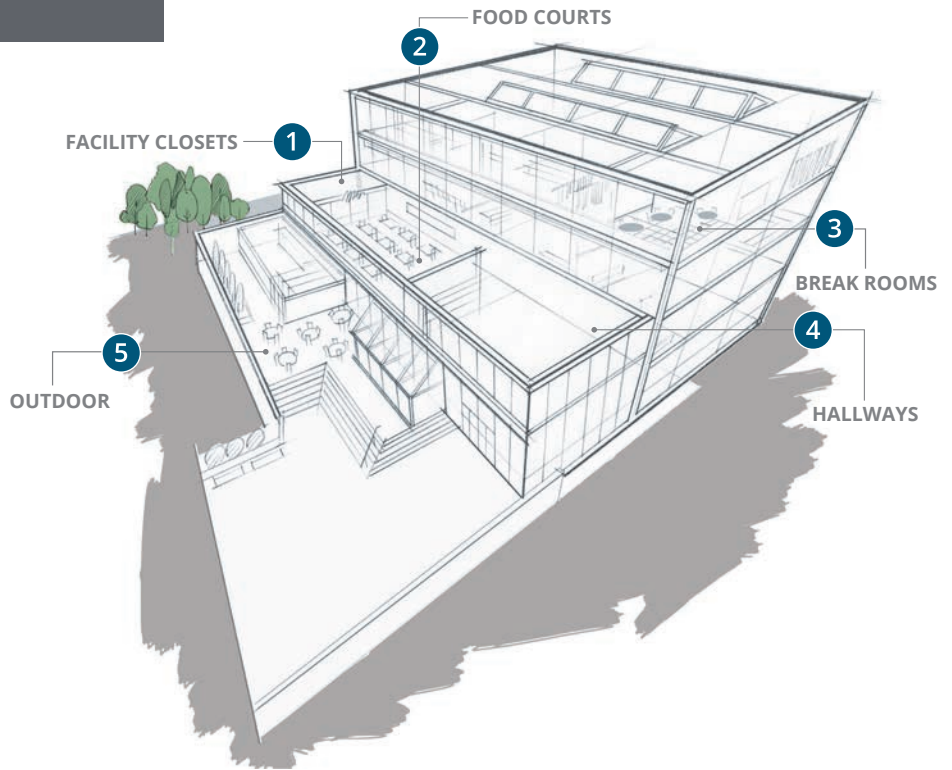 FOOD COURTS
2
FACILITY CLOSETS
1
3
BREAK ROOMS
4
HALLWAYS
5
OUTDOOR